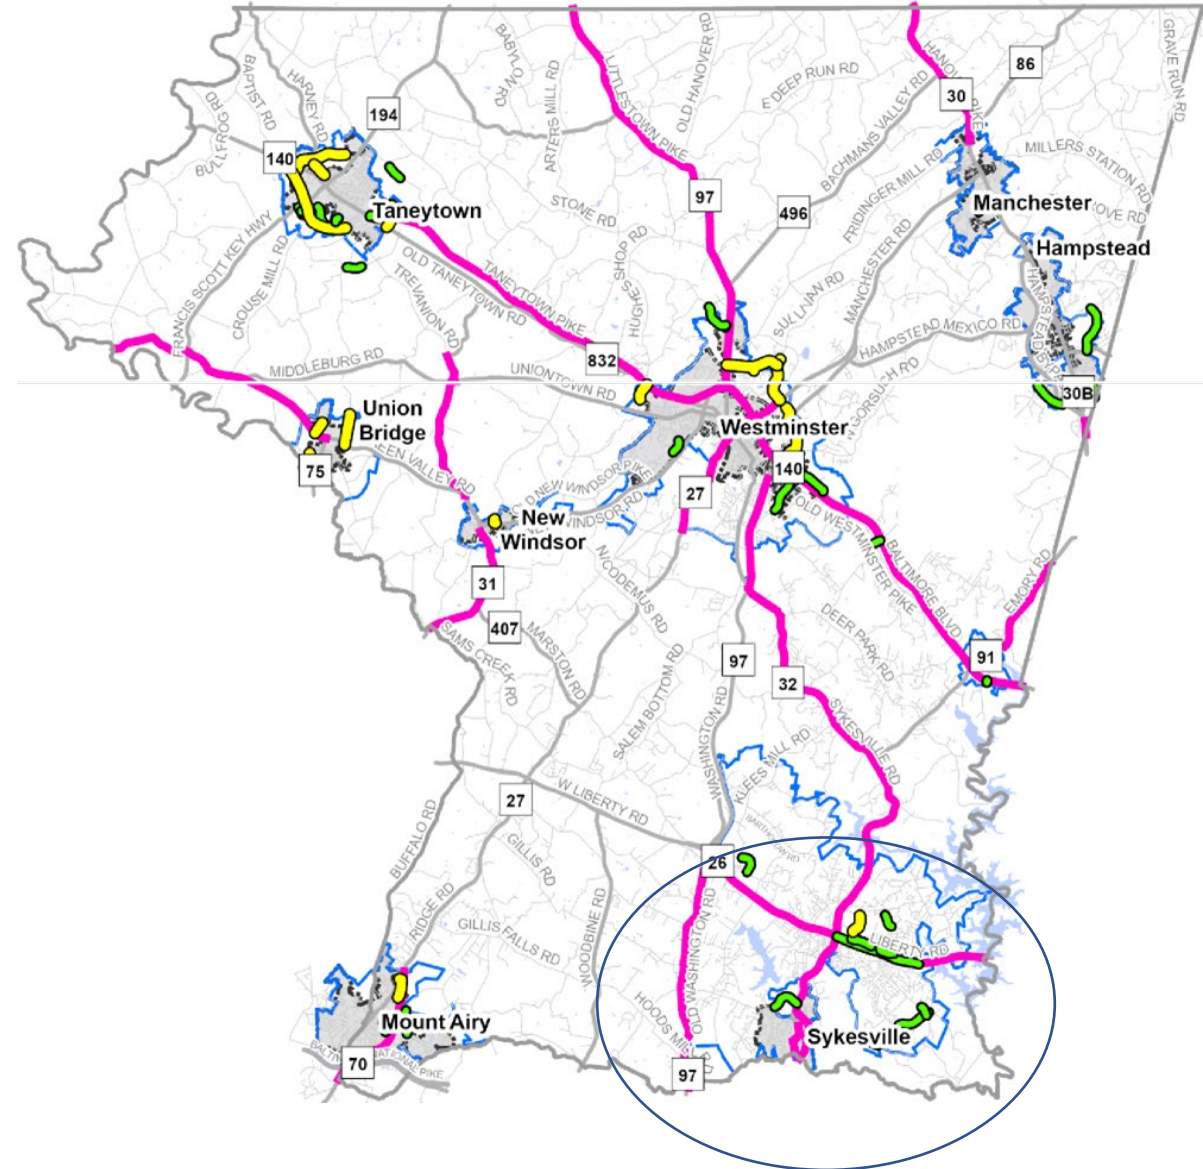 BABYLON RD
LITTLESTOWN PIKE
OLD HANOVER RD
GRAVE RUN RD
BAPTIST RD
HARNEY RD
ARTERS MILL RD
E DEEP RUN RD
86
30
BULLFROG RD
194
BACHMANS VALLEY RD
140
MILLERS STATION RD
FRIDINGER MILL RD
97
496
Taneytown
STONE RD
Manchester
Hampstead
FRANCIS SCOTT KEY HWY
CROUSE MILL RD
OLD TANEYTOWN RD
TREVANION RD
TANEYTOWN PIKE
HUGHES SHOP RD
SULLIVAN RD
MANCHESTER RD
HAMPSTEAD MEXICO RD
MIDDLEBURG RD
832
UNIONTOWN RD
GORSUCH RD
30B
Union
Bridge
Westminster
75
140
27
New
Windsor
OLD WESTMINSTER PIKE
BALTIMORE BLVD
31
NICODEMUS RD
EMORY RD
407
SAMS CREEK RD
MARSTON RD
DEER PARK RD
97
91
32
SALEM BOTTOM RD
WASHINGTON RD
SYKESVILLE RD
KLEES MILL RD
27
W LIBERTY RD
BUFFALO RD
GILLIS RD
BARTHOLOW RD
26
RIDGE RD
GILLIS FALLS RD
WOODBINE RD
OLD WASHINGTON RD
LIBERTY RD
Mount Airy
Sykesville
70
97